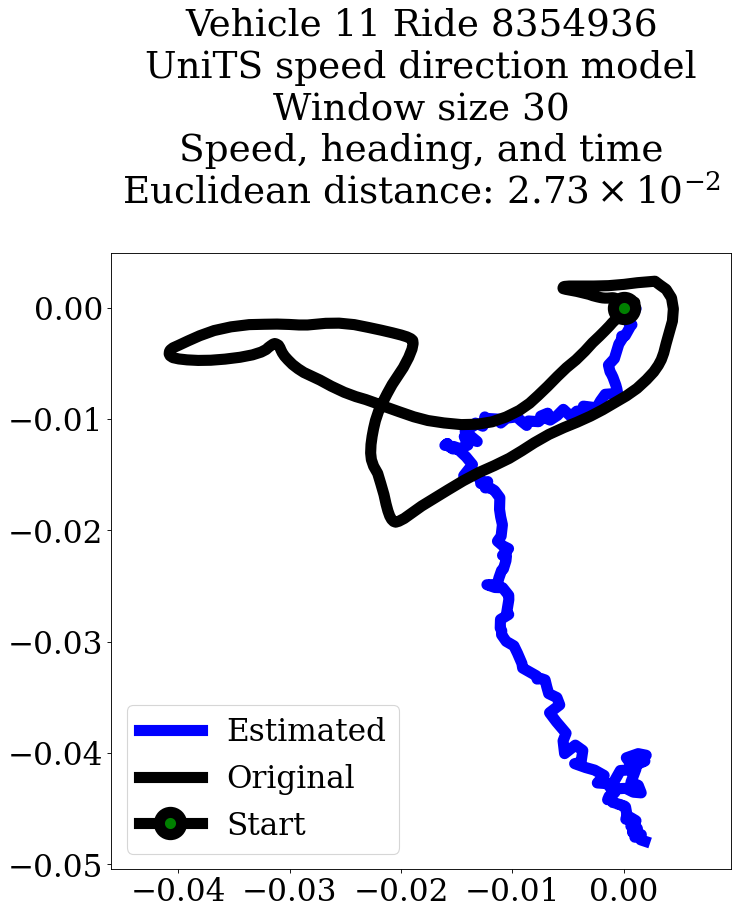 Vehicle 11 Ride 8354936
UniTS speed direction model
Window size 30
Speed, heading, and time
Euclidean distance: 2.73 × 10⁻²
0.00
−0.01
−0.02
−0.03
−0.04
−0.05
Estimated
Original
Start
−0.04 −0.03 −0.02 −0.01 0.00